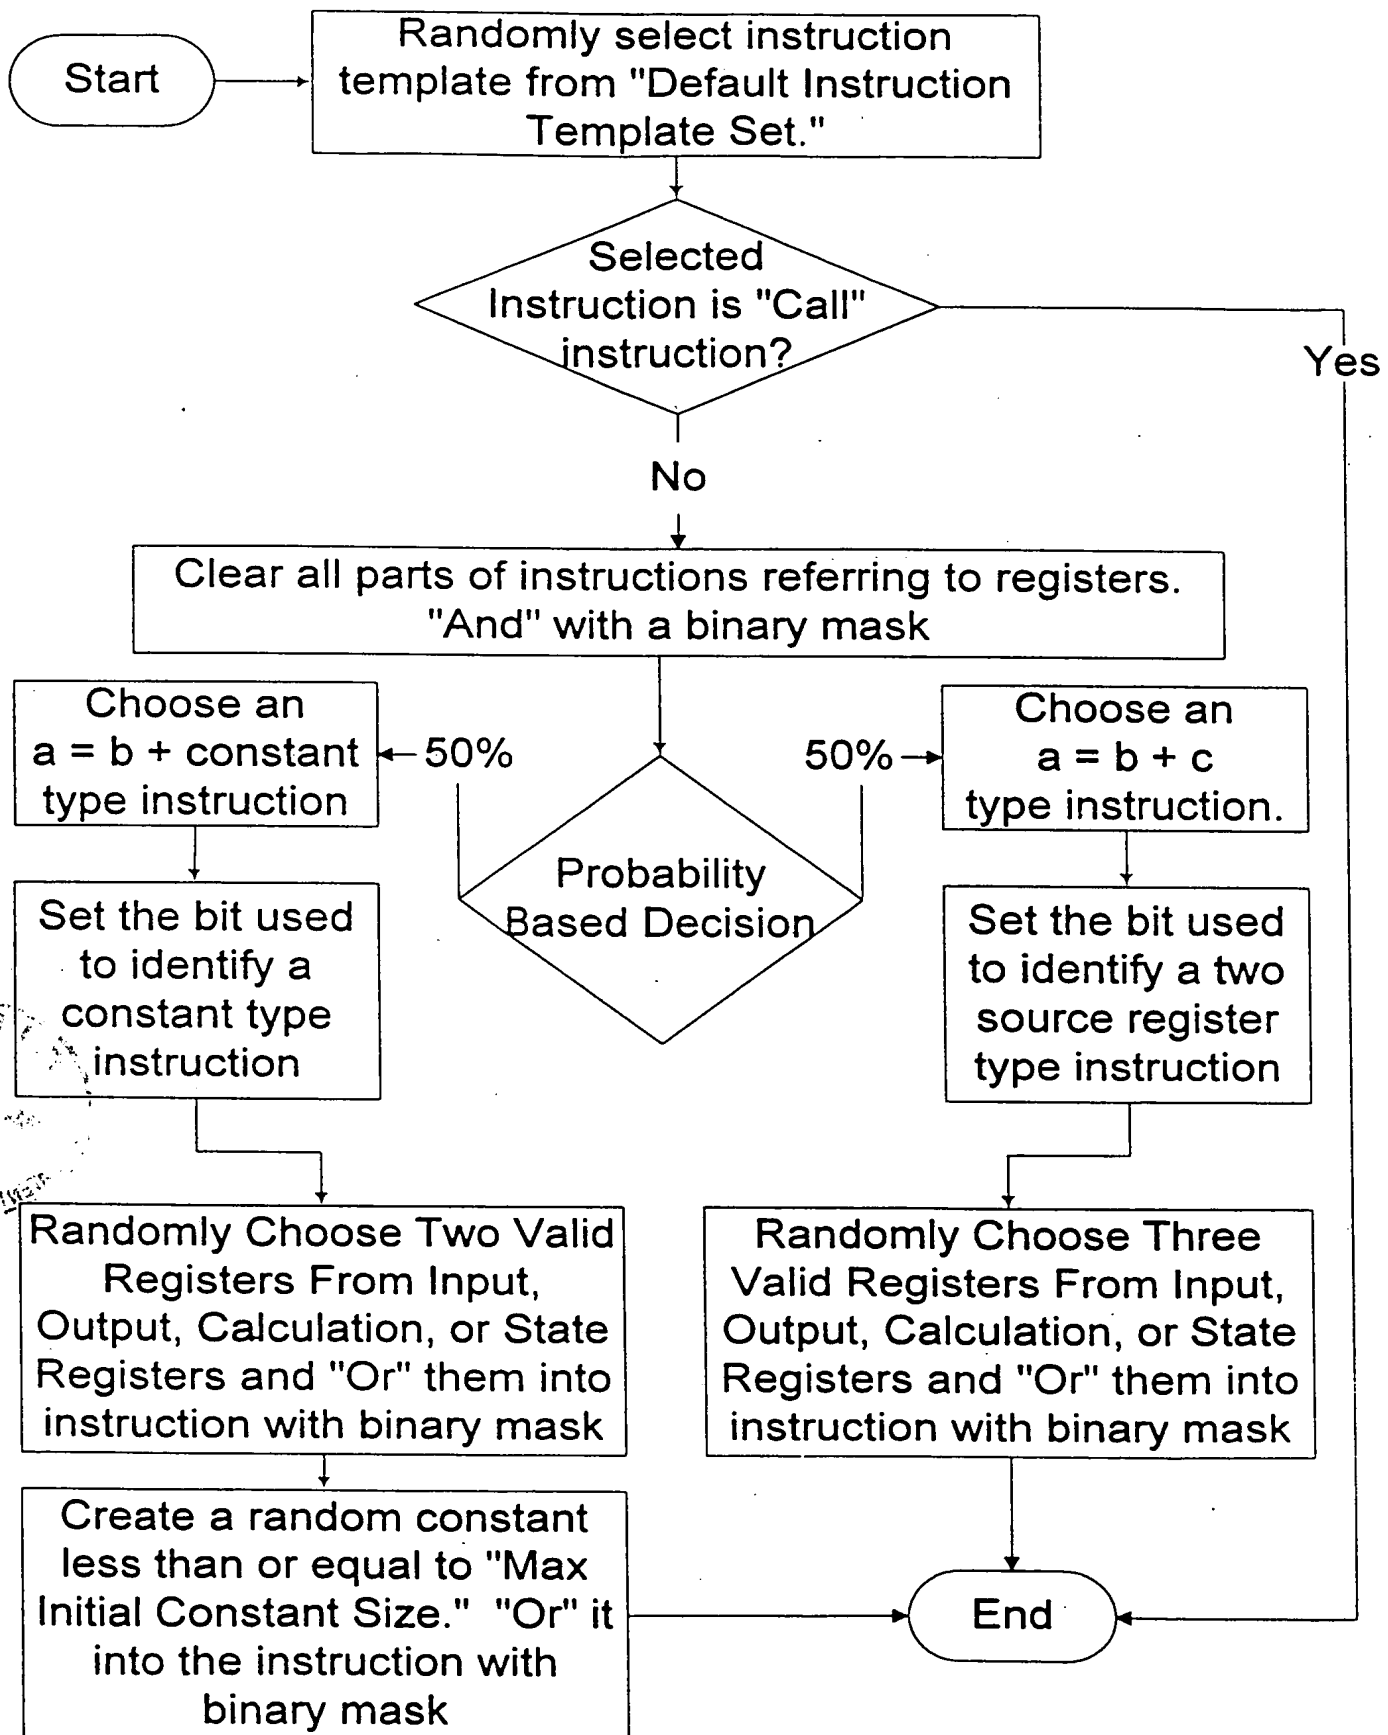 Start
Randomly select instruction
template from "Default Instruction
Template Set."
Selected
Instruction is "Call"
instruction?
Yes
No
Clear all parts of instructions referring to registers.
"And" with a binary mask
Choose an
a = b + constant
type instruction
50%
50%
Choose an
a = b + c
type instruction.
Probability
Based Decision
Set the bit used
to identify a
constant type
instruction
Set the bit used
to identify a two
source register
type instruction
Randomly Choose Two Valid
Registers From Input,
Output, Calculation, or State
Registers and "Or" them into
instruction with binary mask
Randomly Choose Three
Valid Registers From Input,
Output, Calculation, or State
Registers and "Or" them into
instruction with binary mask
Create a random constant
less than or equal to "Max
Initial Constant Size." "Or" it
into the instruction with
binary mask
End